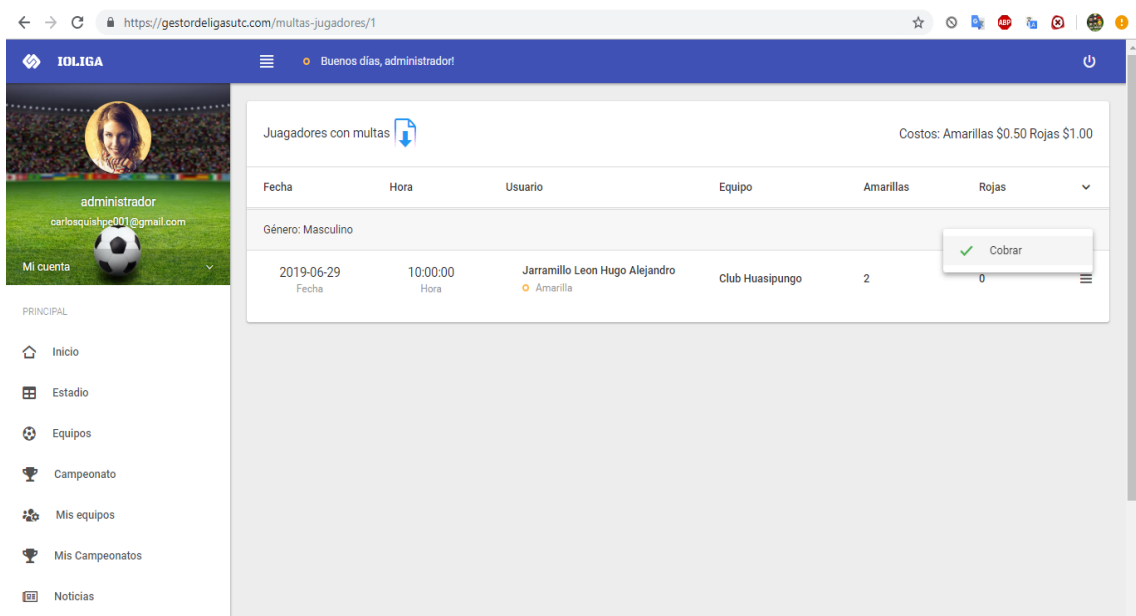 https://gestordeligasutc.com/multas-jugadores/1
ABP
IOLIGA
Buenos días, administrador!
administrador
carlosquishpe001@gmail.com
Mi cuenta
PRINCIPAL
Inicio
Estadio
Equipos
Campeonato
Mis equipos
Mis Campeonatos
Noticias
Juagadores con multas
Costos: Amarillas $0.50 Rojas $1.00
Fecha Hora Usuario Equipo Amarillas Rojas
Género: Masculino
Cobrar
2019-06-29 10:00:00 Jarramillo Leon Hugo Alejandro Club Huasipungo 2 0
Fecha Hora Amarilla